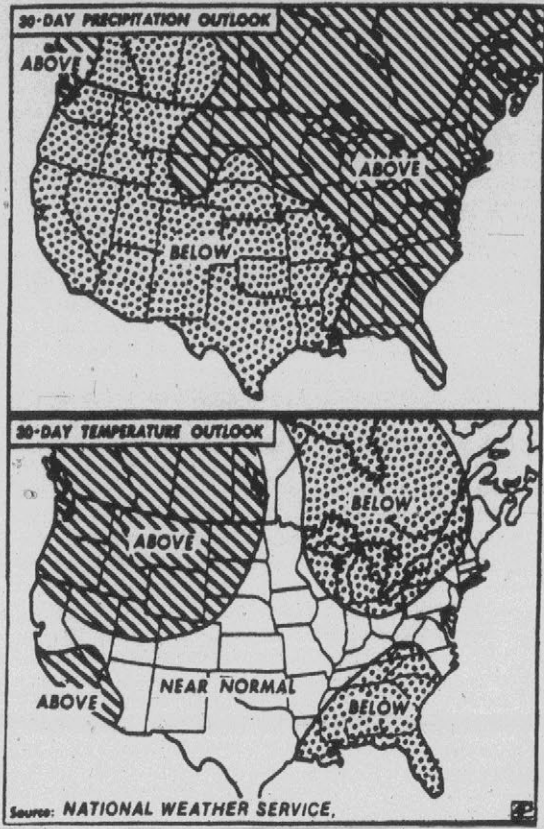 30-DAY PRECIPITATION OUTLOOK
ABOVE
ABOVE
BELOW
30-DAY TEMPERATURE OUTLOOK
BELOW
ABOVE
ABOVE
NEAR NORMAL
BELOW
Source: NATIONAL WEATHER SERVICE,
AP